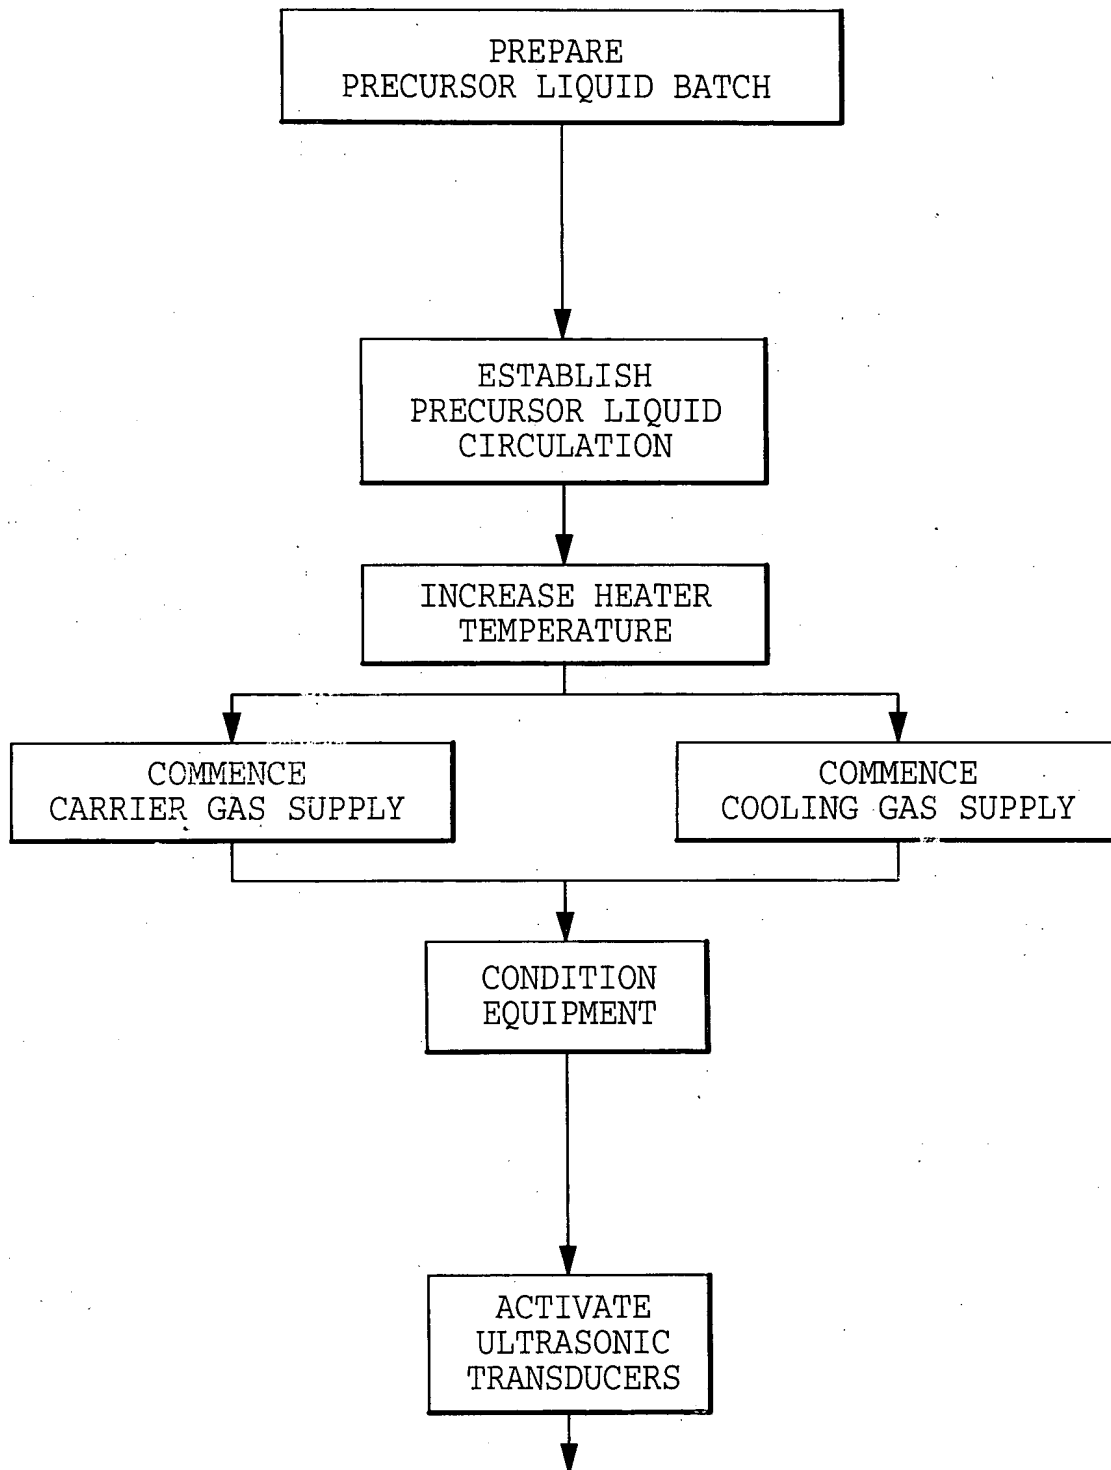 PREPARE
PRECURSOR LIQUID BATCH
ESTABLISH
PRECURSOR LIQUID
CIRCULATION
INCREASE HEATER
TEMPERATURE
COMMENCE
CARRIER GAS SUPPLY
COMMENCE
COOLING GAS SUPPLY
CONDITION
EQUIPMENT
ACTIVATE
ULTRASONIC
TRANSDUCERS